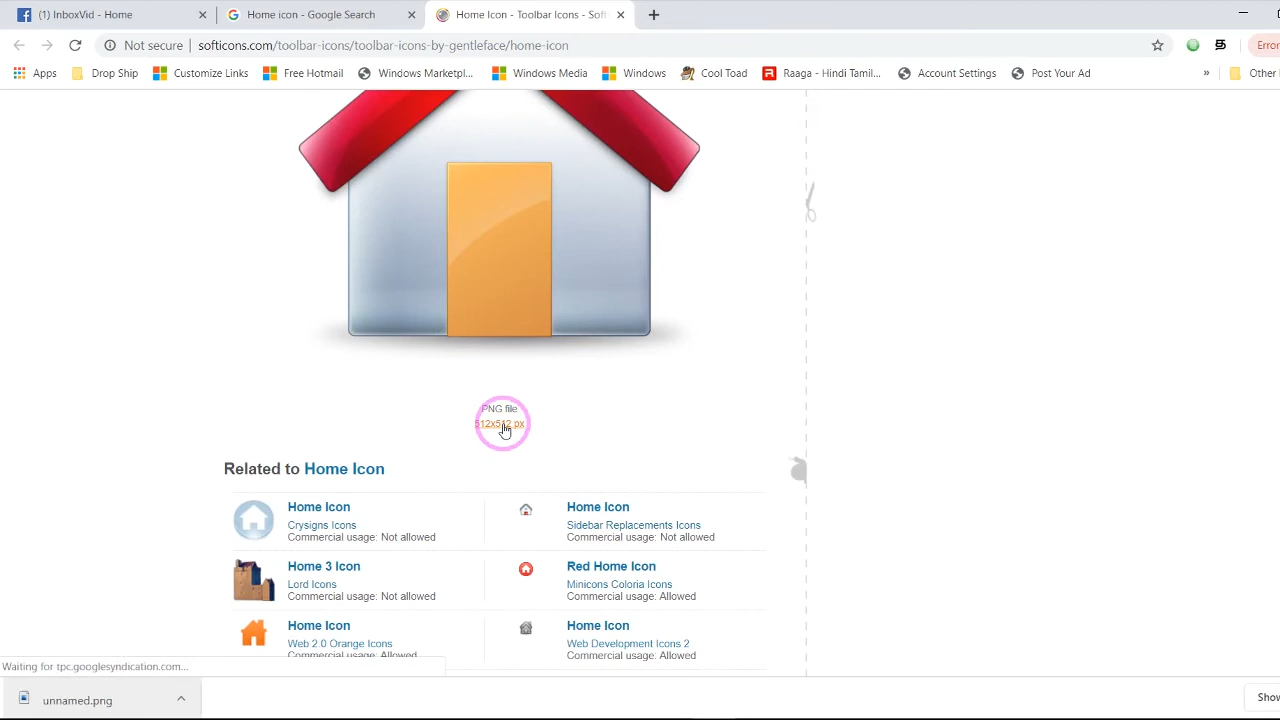 (1) InboxVid - Home
Home icon - Google Search
Home Icon - Toolbar Icons - Soft
Not secure
softicons.com/toolbar-icons/toolbar-icons-by-gentleface/home-icon
Error
Apps
Drop Ship
Customize Links
Free Hotmail
Windows Marketpl...
Windows Media
Windows
Cool Toad
Raaga - Hindi Tamil...
Account Settings
Post Your Ad
»
Other
PNG file
512x512 px
Related to Home Icon
Home Icon
Crysigns Icons
Commercial usage: Not allowed
Home Icon
Sidebar Replacements Icons
Commercial usage: Not allowed
Home 3 Icon
Lord Icons
Commercial usage: Not allowed
Red Home Icon
Minicons Coloria Icons
Commercial usage: Allowed
Home Icon
Web 2.0 Orange Icons
Commercial usage: Allowed
Home Icon
Web Development Icons 2
Commercial usage: Allowed
Waiting for tpc.googlesyndication.com...
unnamed.png
Show